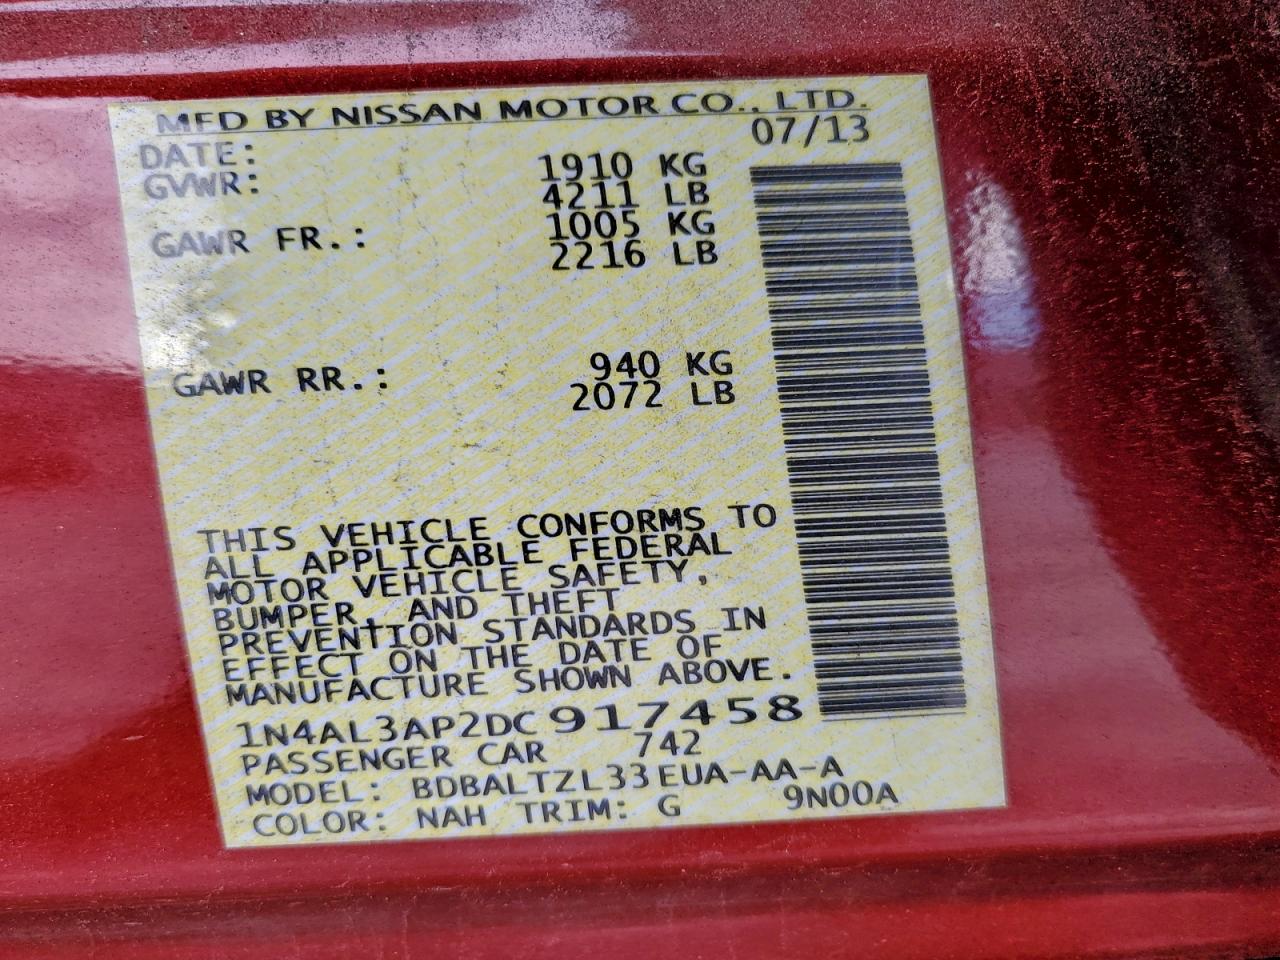 MFD BY NISSAN MOTOR CO., LTD.
DATE: 07/13
GVWR: 1910 KG
4211 LB
GAWR FR.: 1005 KG
2216 LB
GAWR RR.: 940 KG
2072 LB
THIS VEHICLE CONFORMS TO
ALL APPLICABLE FEDERAL
MOTOR VEHICLE SAFETY,
BUMPER, AND THEFT
PREVENTION STANDARDS IN
EFFECT ON THE DATE OF
MANUFACTURE SHOWN ABOVE.
1N4AL3AP2DC917458
PASSENGER CAR 742
MODEL: BDBALTZL33EUA-AA-A
COLOR: NAH TRIM: G 9N00A